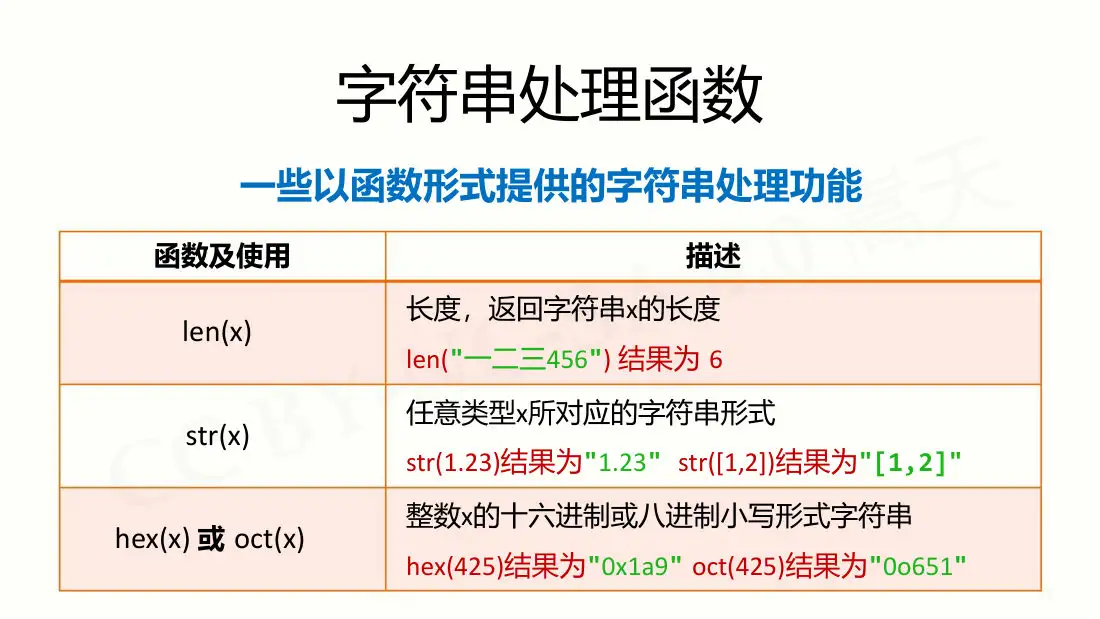 字符串处理函数
一些以函数形式提供的字符串处理功能
函数及使用 描述
len(x)
长度，返回字符串x的长度
len("一二三456") 结果为 6
str(x)
任意类型x所对应的字符串形式
str(1.23)结果为"1.23" str([1,2])结果为"[1,2]"
hex(x) 或 oct(x)
整数x的十六进制或八进制小写形式字符串
hex(425)结果为"0x1a9" oct(425)结果为"0o651"